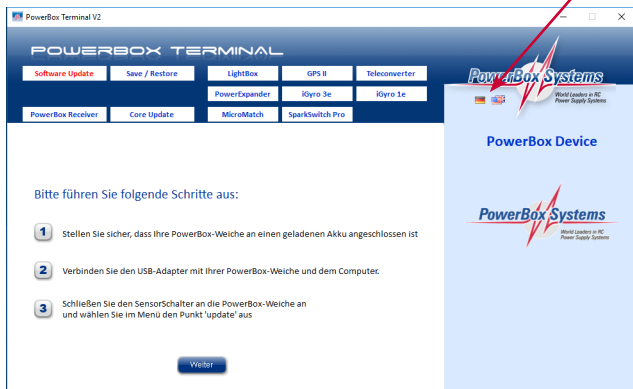 PowerBox Terminal V2
POWERBOX TERMINAL
Software Update Save / Restore LightBox GPS II Teleconverter
PowerExpander iGyro 3e iGyro 1e
PowerBox Receiver Core Update MicroMatch SparkSwitch Pro
PowerBox Systems
World Leaders in RC
Power Supply Systems
PowerBox Device
Bitte führen Sie folgende Schritte aus:
1 Stellen Sie sicher, dass Ihre PowerBox-Weiche an einen geladenen Akku angeschlossen ist
2 Verbinden Sie den USB-Adapter mit Ihrer PowerBox-Weiche und dem Computer.
3 Schließen Sie den SensorSchalter an die PowerBox-Weiche an
und wählen Sie im Menü den Punkt 'update' aus
PowerBox Systems
World Leaders in RC
Power Supply Systems
Weiter